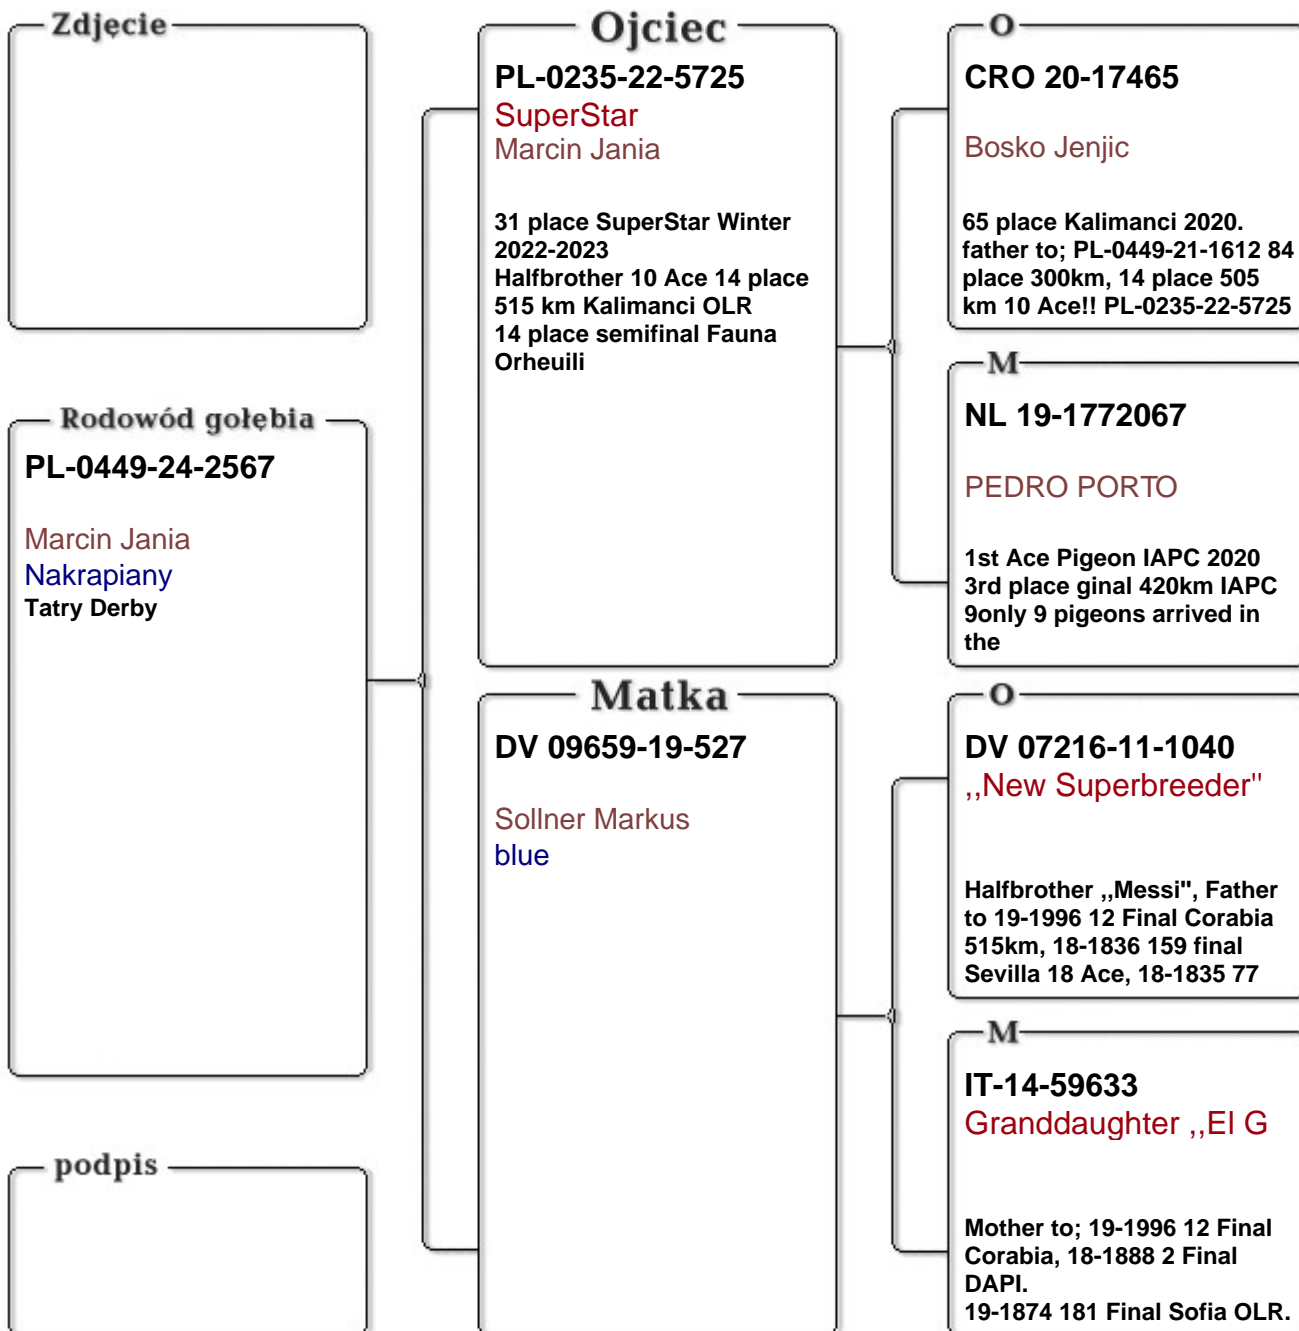 Zdjęcie
Rodowód gołębia
PL-0449-24-2567
Marcin Jania
Nakrapiany
Tatry Derby
podpis
Ojciec
PL-0235-22-5725
SuperStar
Marcin Jania
31 place SuperStar Winter
2022-2023
Halfbrother 10 Ace 14 place
515 km Kalimanci OLR
14 place semifinal Fauna
Orheuili
Matka
DV 09659-19-527
Sollner Markus
blue
O
CRO 20-17465
Bosko Jenjic
65 place Kalimanci 2020.
father to; PL-0449-21-1612 84
place 300km, 14 place 505
km 10 Ace!! PL-0235-22-5725
M
NL 19-1772067
PEDRO PORTO
1st Ace Pigeon IAPC 2020
3rd place ginal 420km IAPC
9only 9 pigeons arrived in
the
O
DV 07216-11-1040
,,New Superbreeder"
Halfbrother ,,Messi", Father
to 19-1996 12 Final Corabia
515km, 18-1836 159 final
Sevilla 18 Ace, 18-1835 77
M
IT-14-59633
Granddaughter ,,El G
Mother to; 19-1996 12 Final
Corabia, 18-1888 2 Final
DAPI.
19-1874 181 Final Sofia OLR.